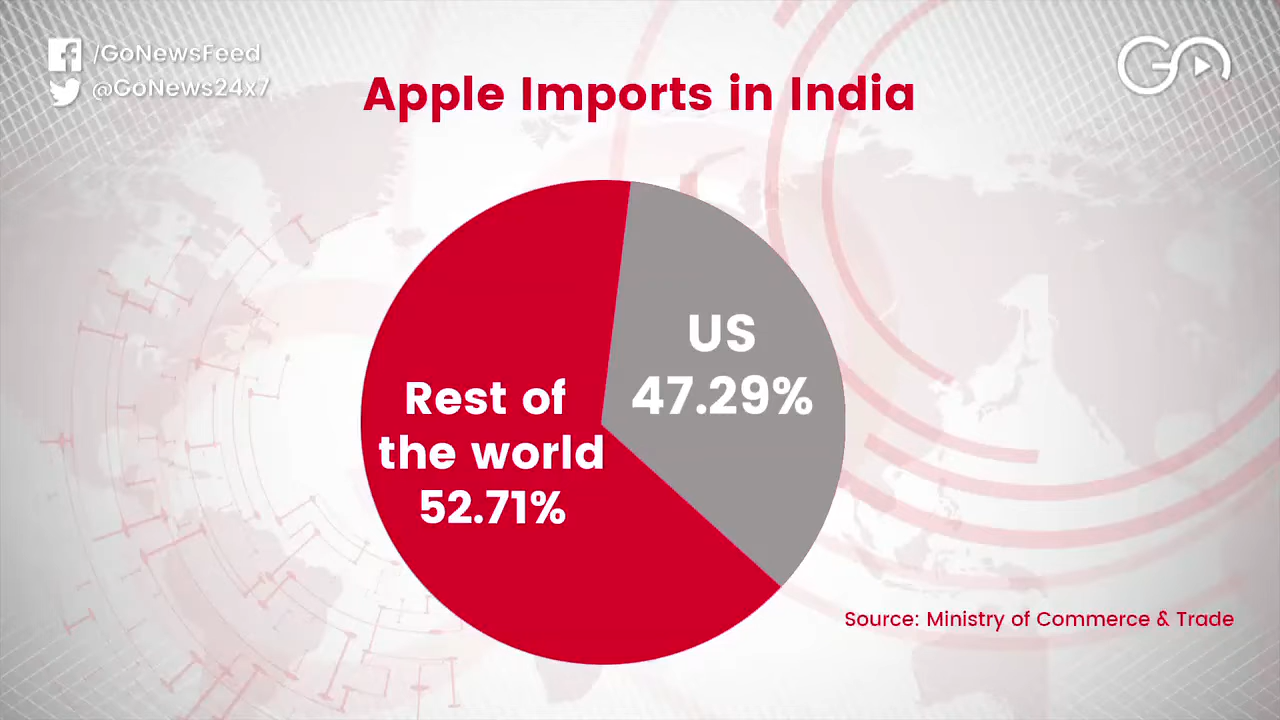 /GoNewsFeed
@GoNews24x7
GO
Apple Imports in India
US
47.29%
Rest of
the world
52.71%
Source: Ministry of Commerce & Trade